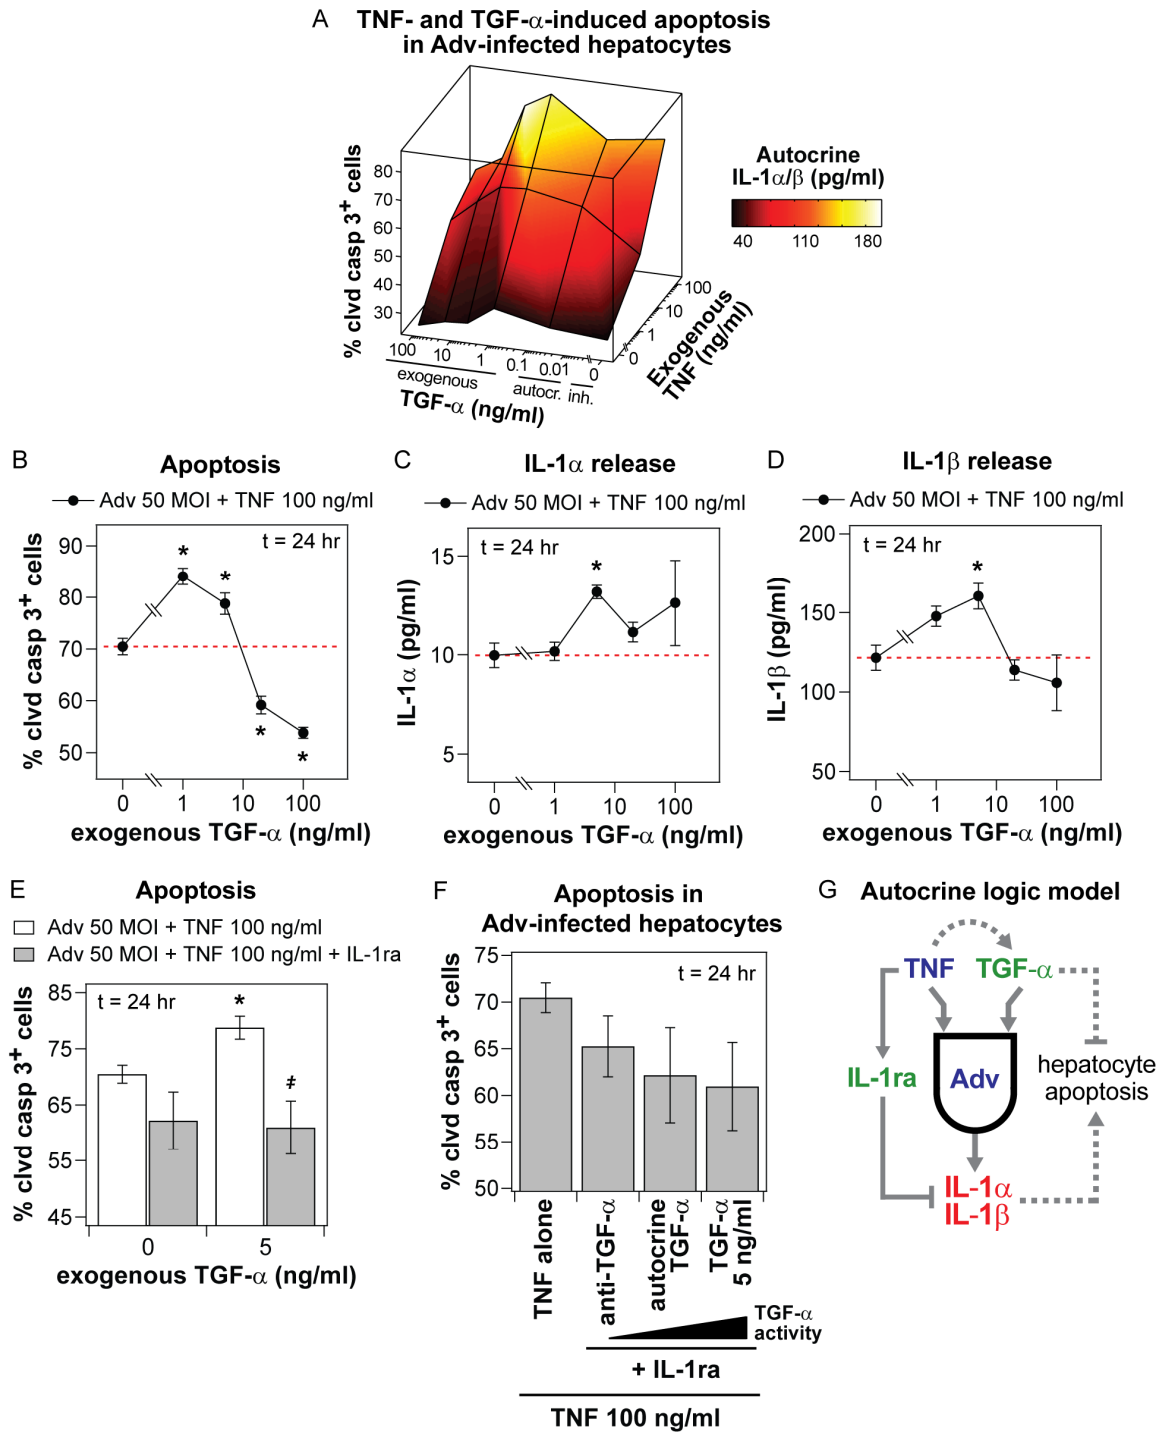 A
TNF- and TGF-α-induced apoptosis
in Adv-infected hepatocytes
% clvd casp 3+ cells
80
70
60
50
40
30
100
10
1
0.1
0.01
0
exogenous
autocr.
inh.
TGF-α (ng/ml)
0
1
10
100
Exogenous
TNF (ng/ml)
Autocrine
IL-1α/β (pg/ml)
40 110 180
B
Apoptosis
Adv 50 MOI + TNF 100 ng/ml
t = 24 hr
% clvd casp 3+ cells
90
80
70
60
50
*
*
*
*
0 1 10 100
exogenous TGF-α (ng/ml)
C
IL-1α release
Adv 50 MOI + TNF 100 ng/ml
t = 24 hr
IL-1α (pg/ml)
15
10
5
*
0 1 10 100
exogenous TGF-α (ng/ml)
D
IL-1β release
Adv 50 MOI + TNF 100 ng/ml
t = 24 hr
IL-1β (pg/ml)
200
150
100
50
*
0 1 10 100
exogenous TGF-α (ng/ml)
E
Apoptosis
Adv 50 MOI + TNF 100 ng/ml
Adv 50 MOI + TNF 100 ng/ml + IL-1ra
t = 24 hr
% clvd casp 3+ cells
85
75
65
55
45
*
≠
0 5
exogenous TGF-α (ng/ml)
F
Apoptosis in
Adv-infected hepatocytes
t = 24 hr
% clvd casp 3+ cells
75
70
65
60
55
50
TNF alone
anti-TGF-α
autocrine
TGF-α
TGF-α
5 ng/ml
TGF-α
activity
+ IL-1ra
TNF 100 ng/ml
G
Autocrine logic model
TNF TGF-α
IL-1ra
Adv
hepatocyte
apoptosis
IL-1α
IL-1β